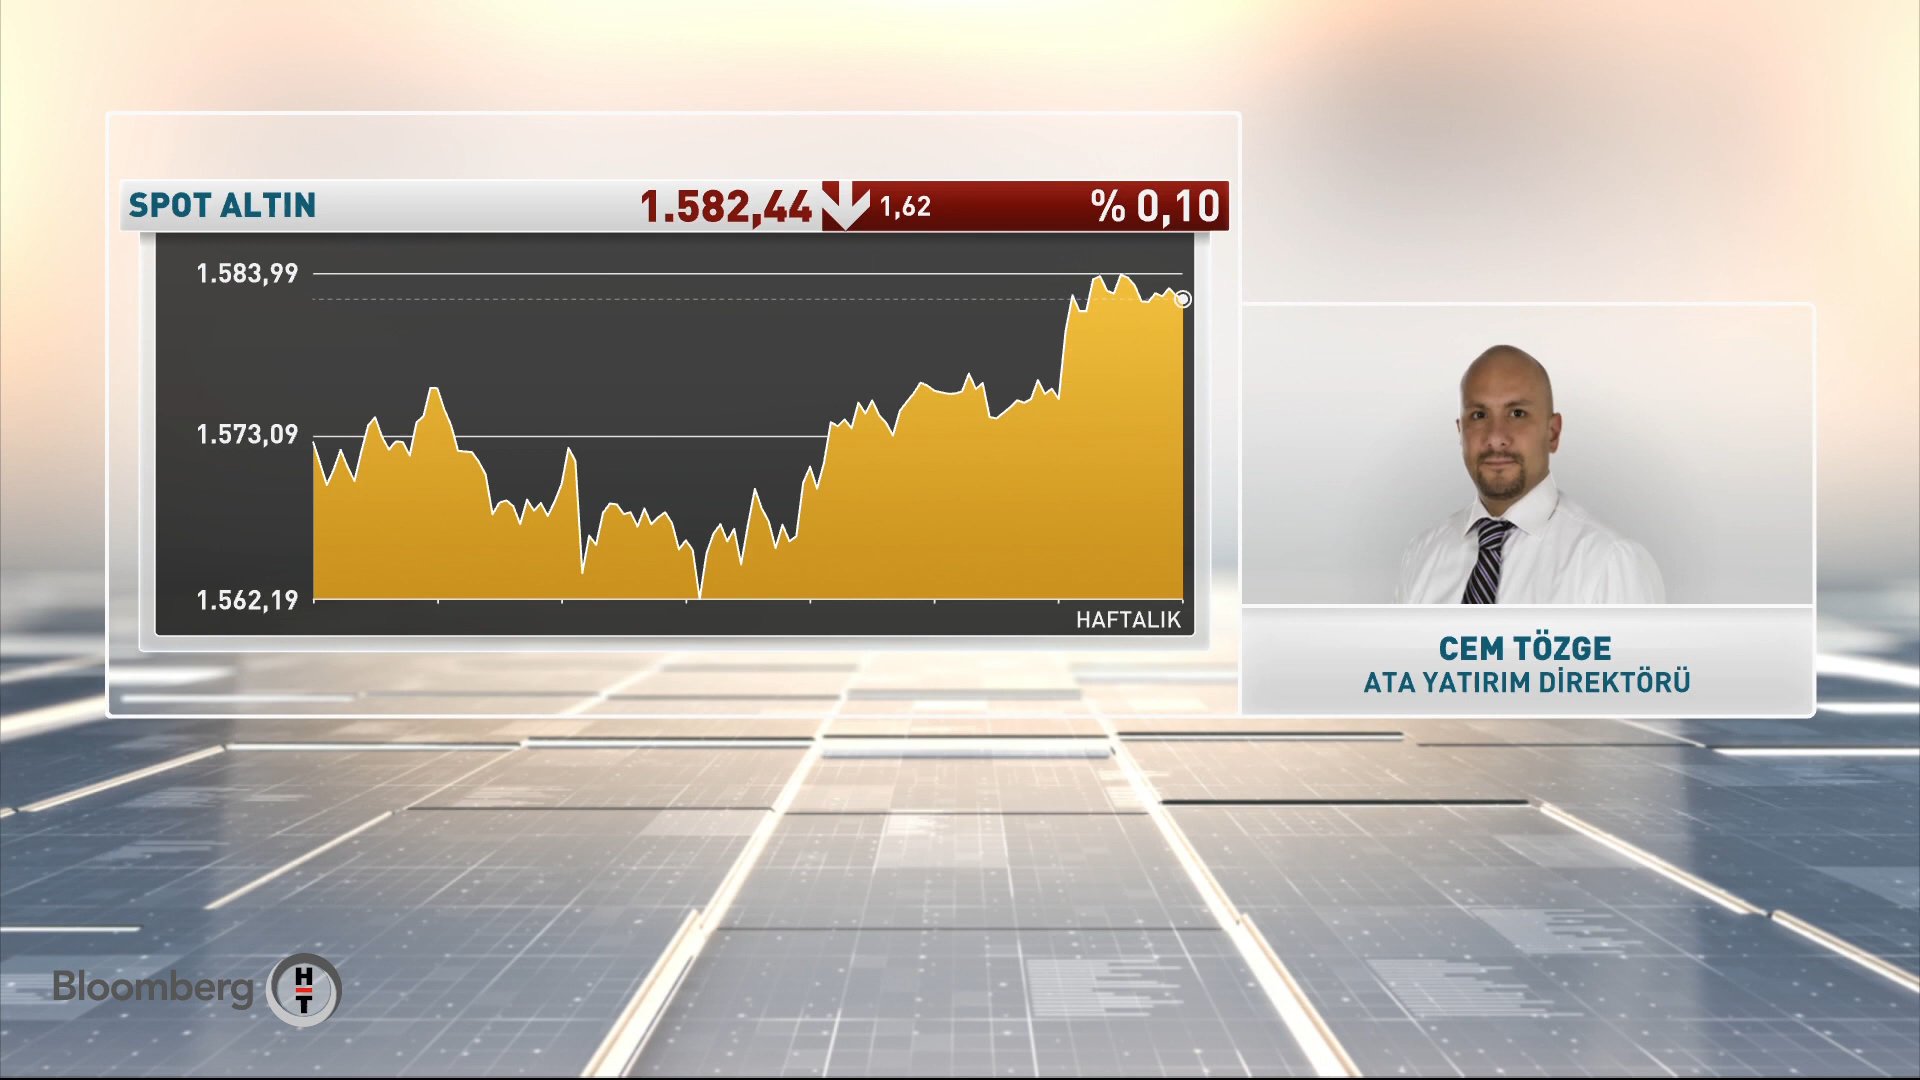 SPOT ALTIN 1.582,44 1,62 % 0,10
1.583,99
1.573,09
1.562,19
HAFTALIK
CEM TÖZGE
ATA YATIRIM DİREKTÖRÜ
Bloomberg HT